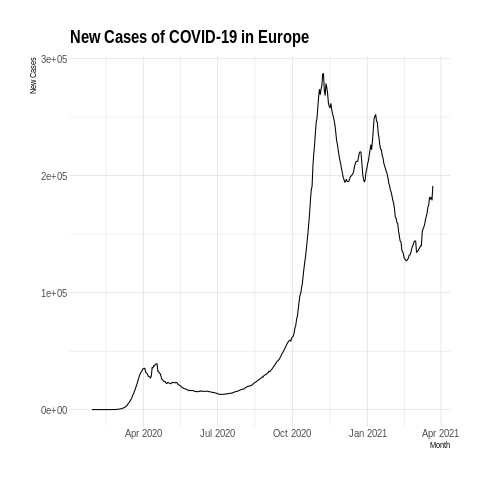 New Cases of COVID-19 in Europe
New Cases
3e+05
2e+05
1e+05
0e+00
Apr 2020 Jul 2020 Oct 2020 Jan 2021 Apr 2021
Month